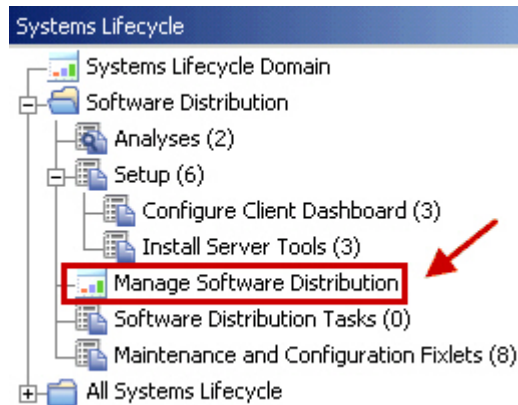 Systems Lifecycle
Systems Lifecycle Domain
Software Distribution
Analyses (2)
Setup (6)
Configure Client Dashboard (3)
Install Server Tools (3)
Manage Software Distribution
Software Distribution Tasks (0)
Maintenance and Configuration Fixlets (8)
All Systems Lifecycle